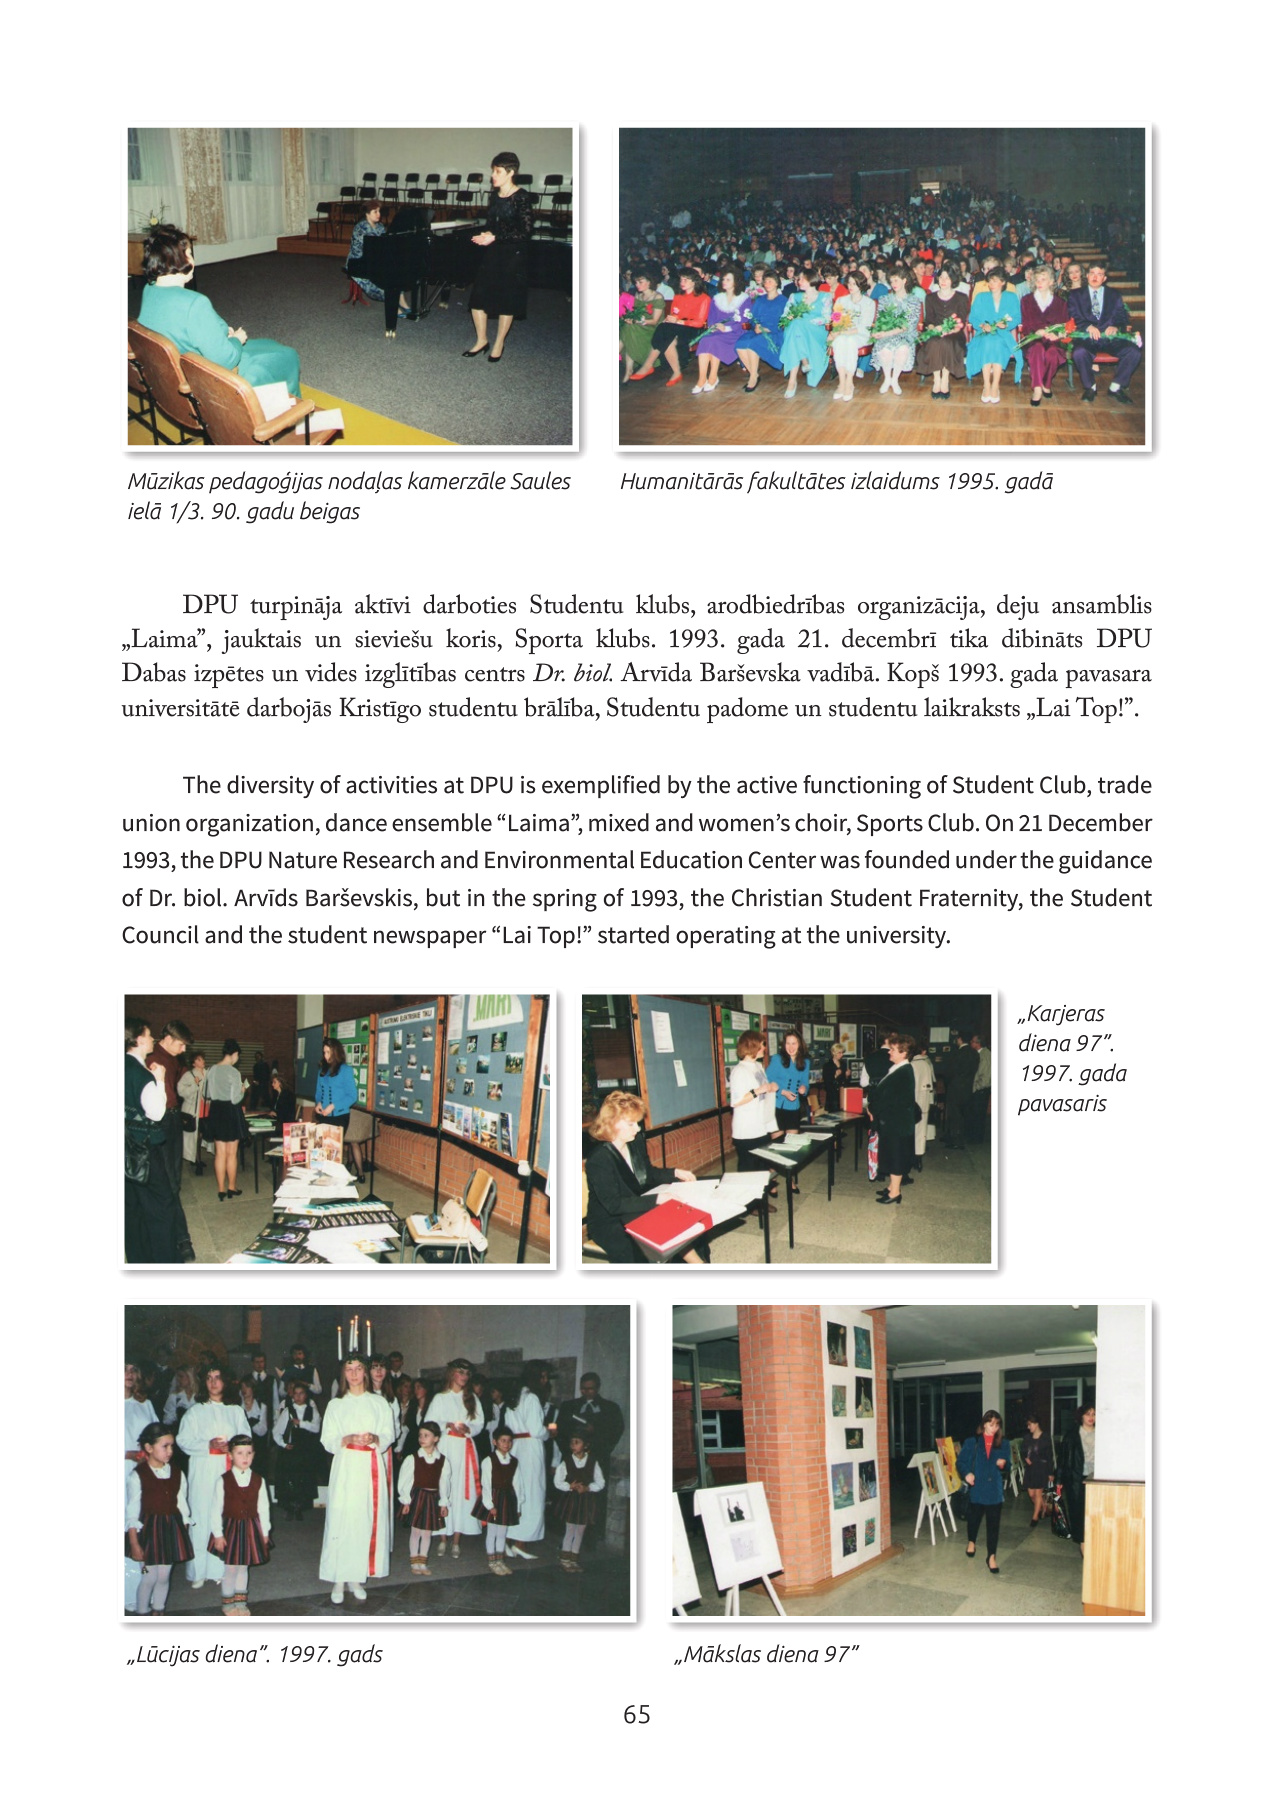 Mūzikas pedagoģijas nodaļas kamerzāle Saules
ielā 1/3. 90. gadu beigas
Humanitārās fakultātes izlaidums 1995. gadā
DPU turpināja aktīvi darboties Studentu klubs, arodbiedrības organizācija, deju ansamblis
„Laima”, jauktais un sieviešu koris, Sporta klubs. 1993. gada 21. decembrī tika dibināts DPU
Dabas izpētes un vides izglītības centrs Dr. biol. Arvīda Barševska vadībā. Kopš 1993. gada pavasara
universitātē darbojās Kristīgo studentu brālība, Studentu padome un studentu laikraksts „Lai Top!”.
The diversity of activities at DPU is exemplified by the active functioning of Student Club, trade
union organization, dance ensemble “Laima”, mixed and women’s choir, Sports Club. On 21 December
1993, the DPU Nature Research and Environmental Education Center was founded under the guidance
of Dr. biol. Arvīds Barševskis, but in the spring of 1993, the Christian Student Fraternity, the Student
Council and the student newspaper “Lai Top!” started operating at the university.
„Karjeras
diena 97”.
1997. gada
pavasaris
„Lūcijas diena”. 1997. gads
„Mākslas diena 97”
65